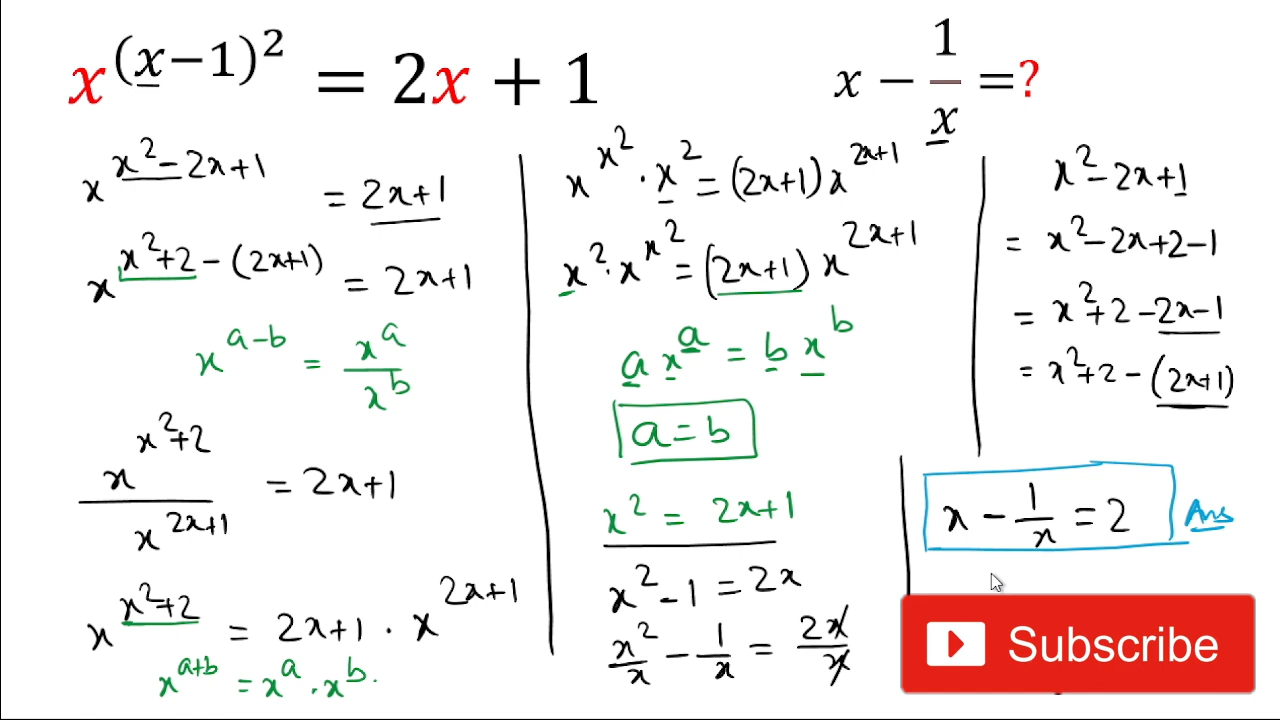 x^{(x−1)^2} = 2x + 1
x − 1/x = ?
x^{x^2−2x+1} = 2x+1
x^{x^2+2−(2x+1)} = 2x+1
x^{a−b} = x^a/x^b
x^{x^2+2}/x^{2x+1} = 2x+1
x^{x^2+2} = 2x+1 · x^{2x+1}
x^{a+b} = x^a · x^b.
x^{x^2} · x^2 = (2x+1) x^{2x+1}
x^2 · x^{x^2} = (2x+1) x^{2x+1}
a x^a = b x^b
a = b
x^2 = 2x+1
x^2 − 1 = 2x
x^2/x − 1/x = 2x/x
x^2 − 2x + 1
= x^2 − 2x + 2 − 1
= x^2 + 2 − 2x − 1
= x^2 + 2 − (2x+1)
x − 1/x = 2 Ans
Subscribe